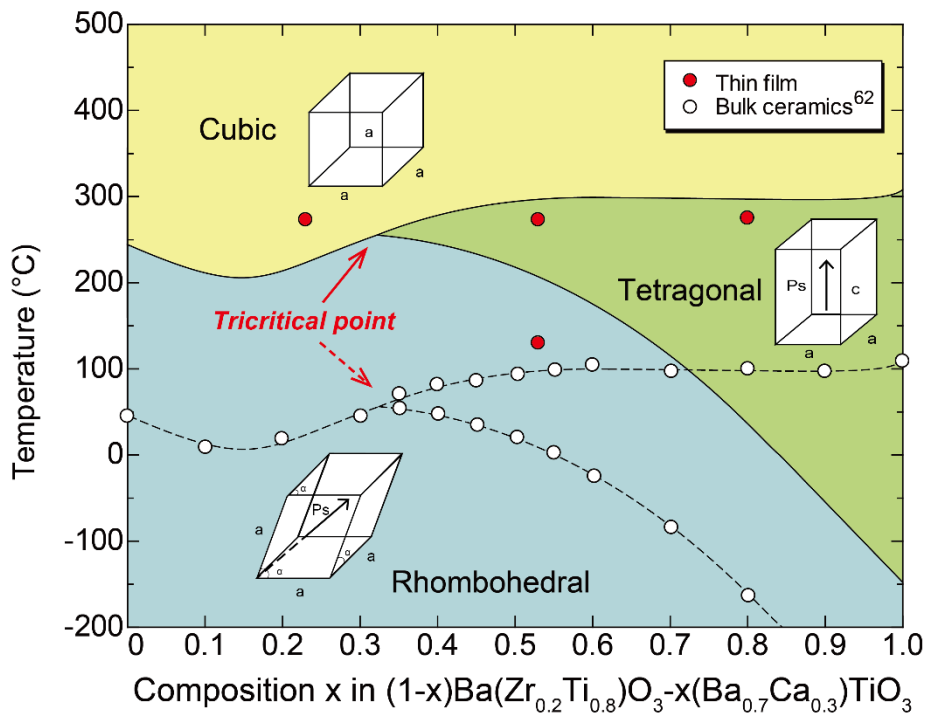 500
400
300
200
100
0
-100
-200
Temperature (°C)
Thin film
Bulk ceramics62
Cubic
a
a
a
Tetragonal
Ps
c
a
a
Tricritical point
α
Ps
a
a
α
α
a
Rhombohedral
0 0.1 0.2 0.3 0.4 0.5 0.6 0.7 0.8 0.9 1.0
Composition x in (1-x)Ba(Zr0.2Ti0.8)O3-x(Ba0.7Ca0.3)TiO3